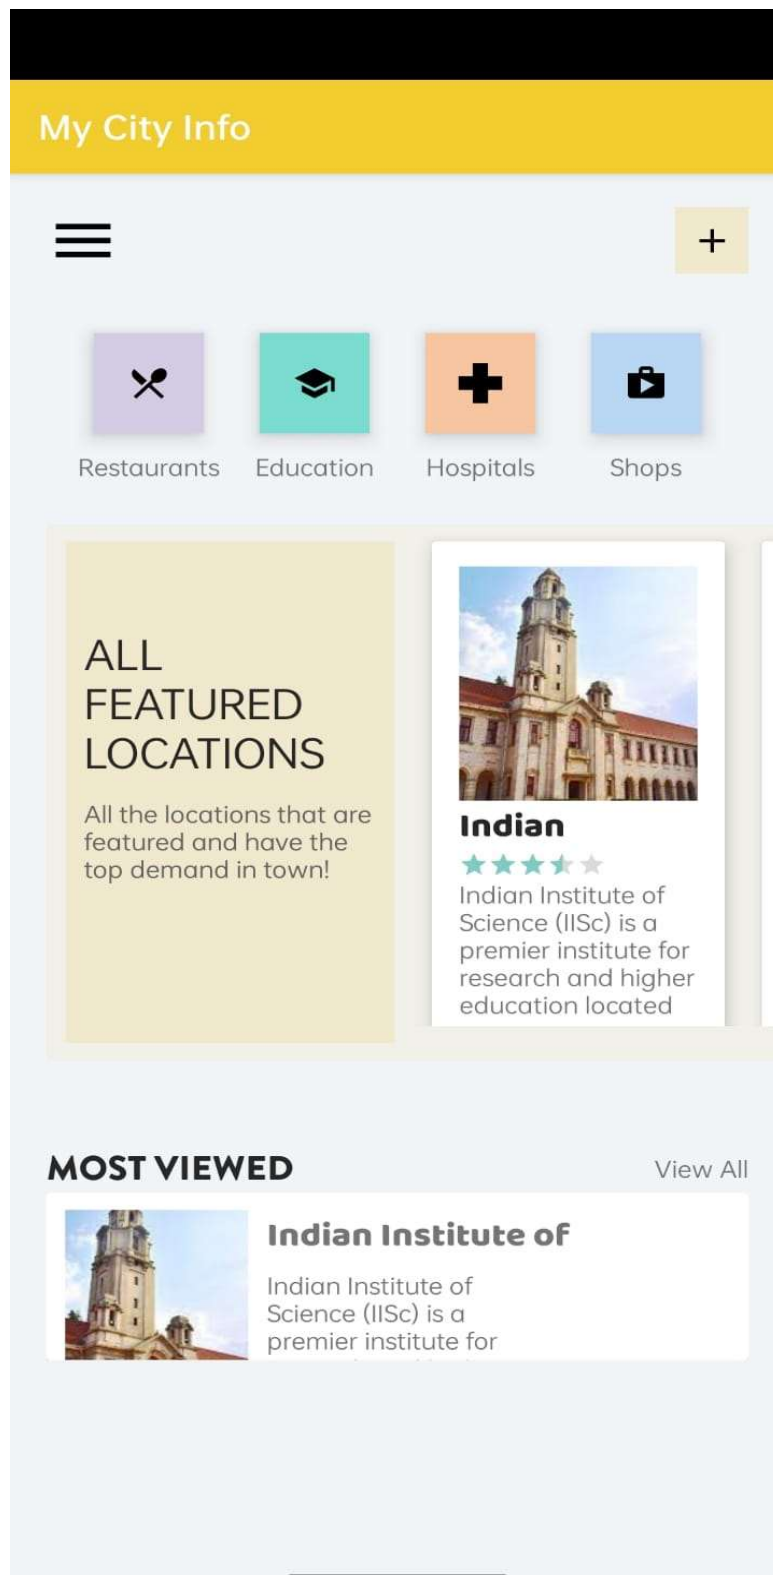 My City Info
Restaurants
Education
Hospitals
Shops
ALL
FEATURED
LOCATIONS
All the locations that are
featured and have the
top demand in town!
Indian
Indian Institute of
Science (IISc) is a
premier institute for
research and higher
education located
MOST VIEWED
View All
Indian Institute of
Indian Institute of
Science (IISc) is a
premier institute for